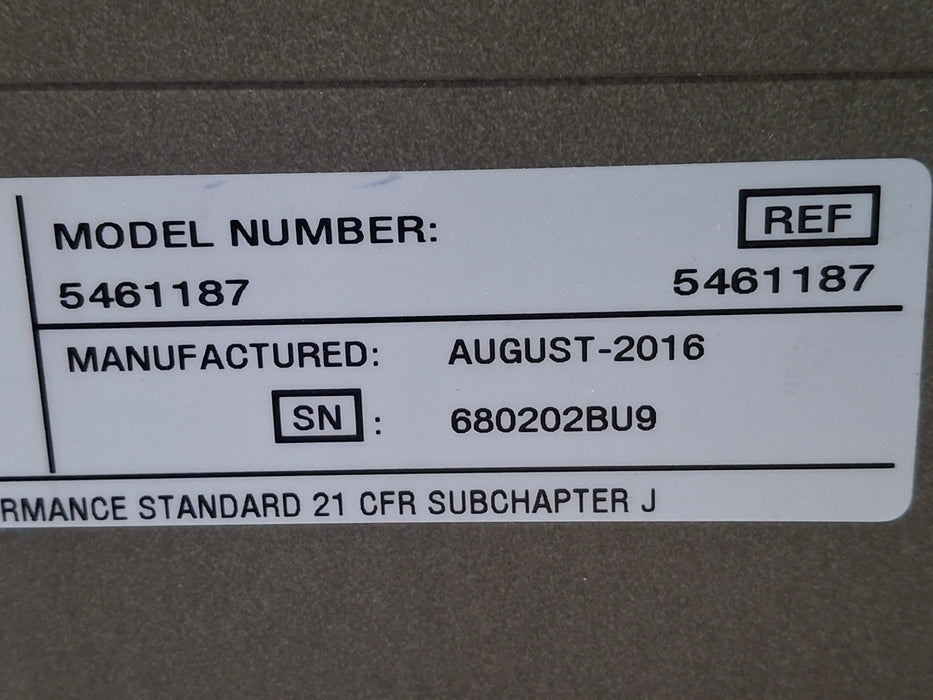 MODEL NUMBER: REF
5461187 5461187
MANUFACTURED: AUGUST-2016
SN : 680202BU9
RMANCE STANDARD 21 CFR SUBCHAPTER J